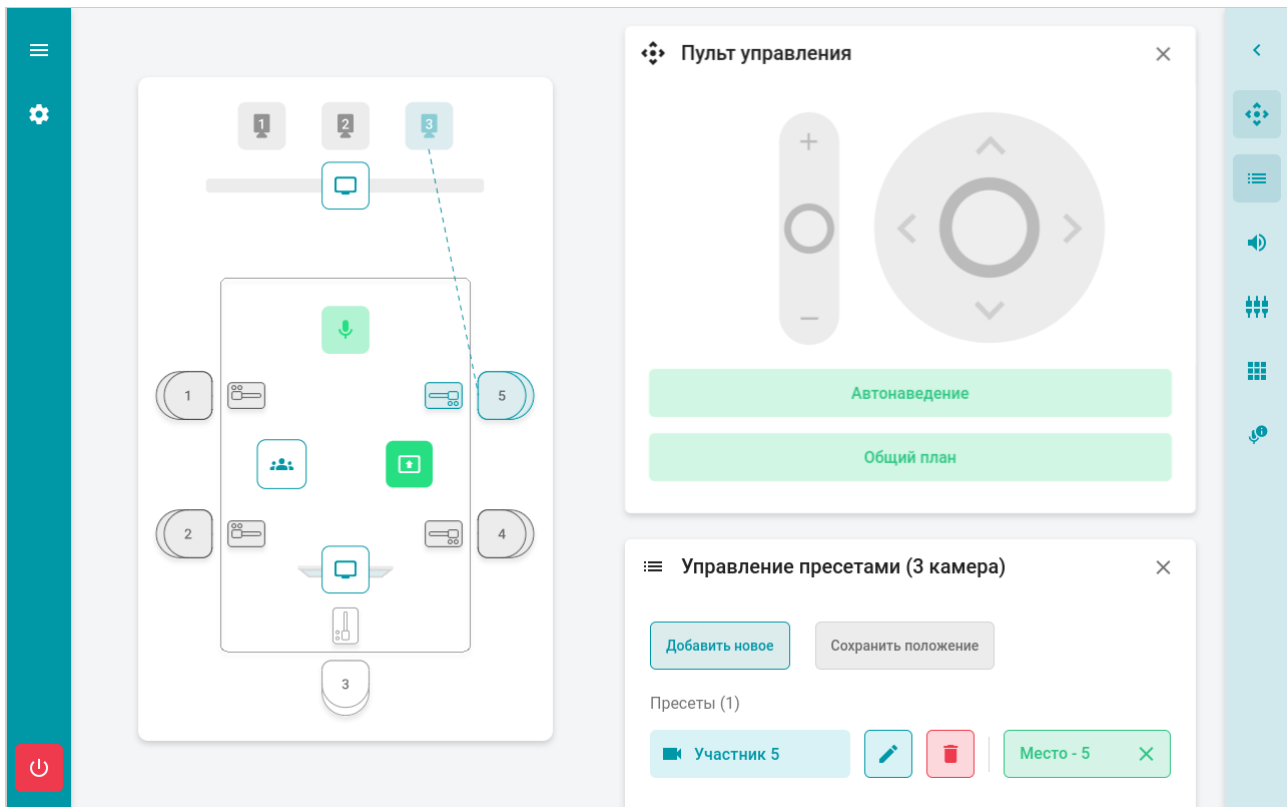 Пульт управления
1 2 3
Автонаведение
Общий план
1 5
2 4
3
Управление пресетами (3 камера)
Добавить новое Сохранить положение
Пресеты (1)
Участник 5 Место - 5